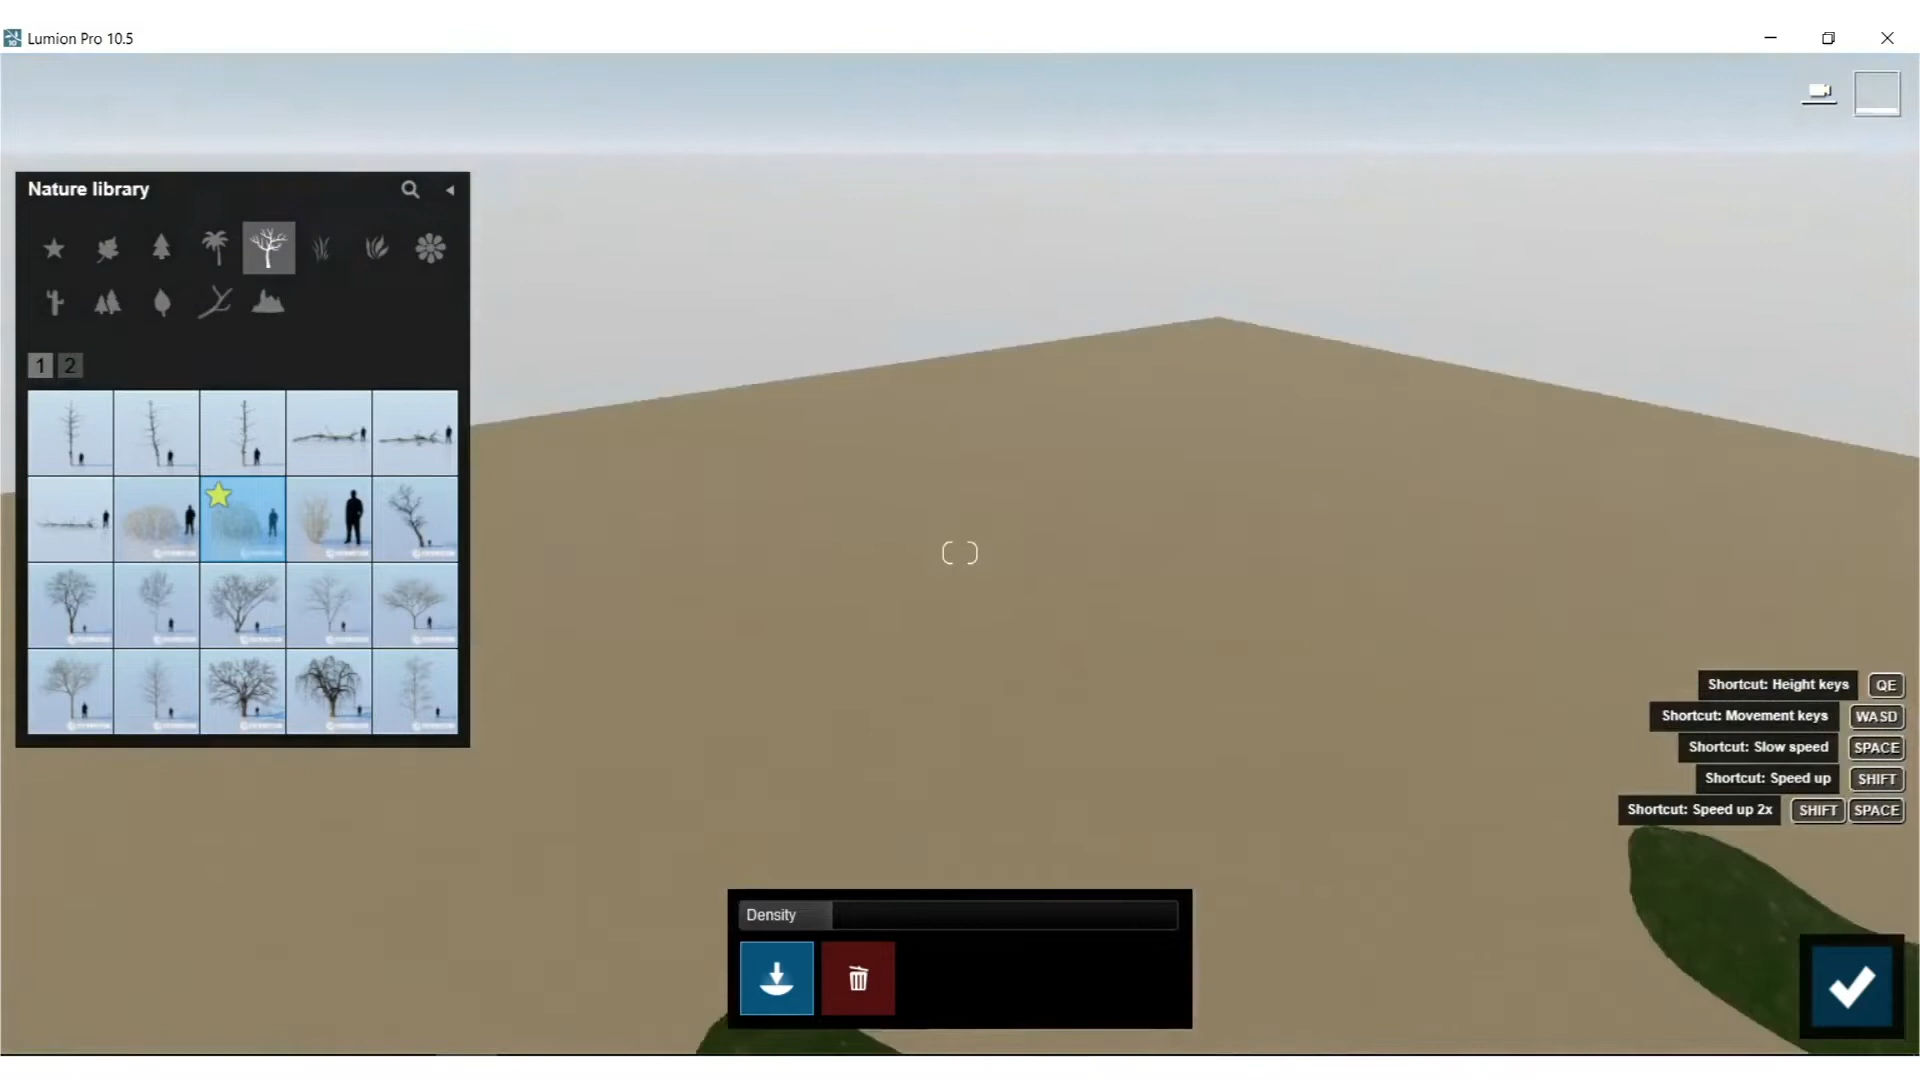 Lumion Pro 10.5
Nature library
1 2
Shortcut: Height keys QE
Shortcut: Movement keys WASD
Shortcut: Slow speed SPACE
Shortcut: Speed up SHIFT
Shortcut: Speed up 2x SHIFT SPACE
Density